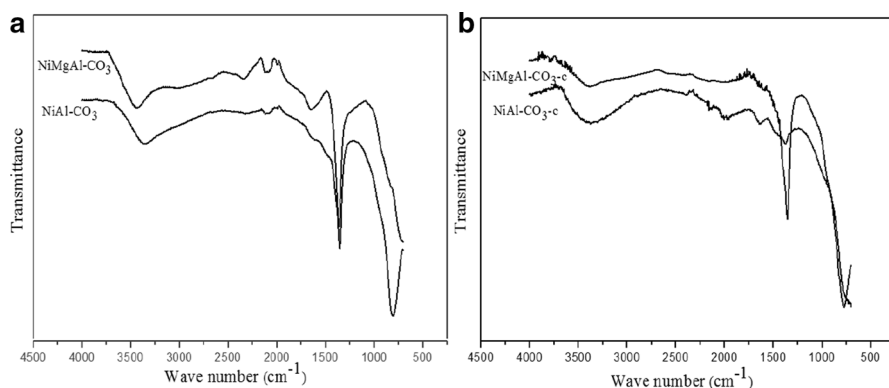 a
NiMgAl-CO₃
NiAl-CO₃
Transmittance
4500 4000 3500 3000 2500 2000 1500 1000 500
Wave number (cm⁻¹)
b
NiMgAl-CO₃-c
NiAl-CO₃-c
Transmittance
4500 4000 3500 3000 2500 2000 1500 1000 500
Wave number (cm⁻¹)